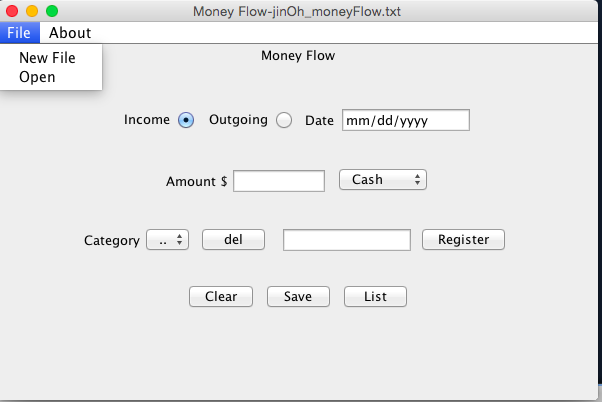 Money Flow-jinOh_moneyFlow.txt
File About
New File
Open
Money Flow
Income Outgoing Date mm/dd/yyyy
Amount $ Cash
Category .. del Register
Clear Save List